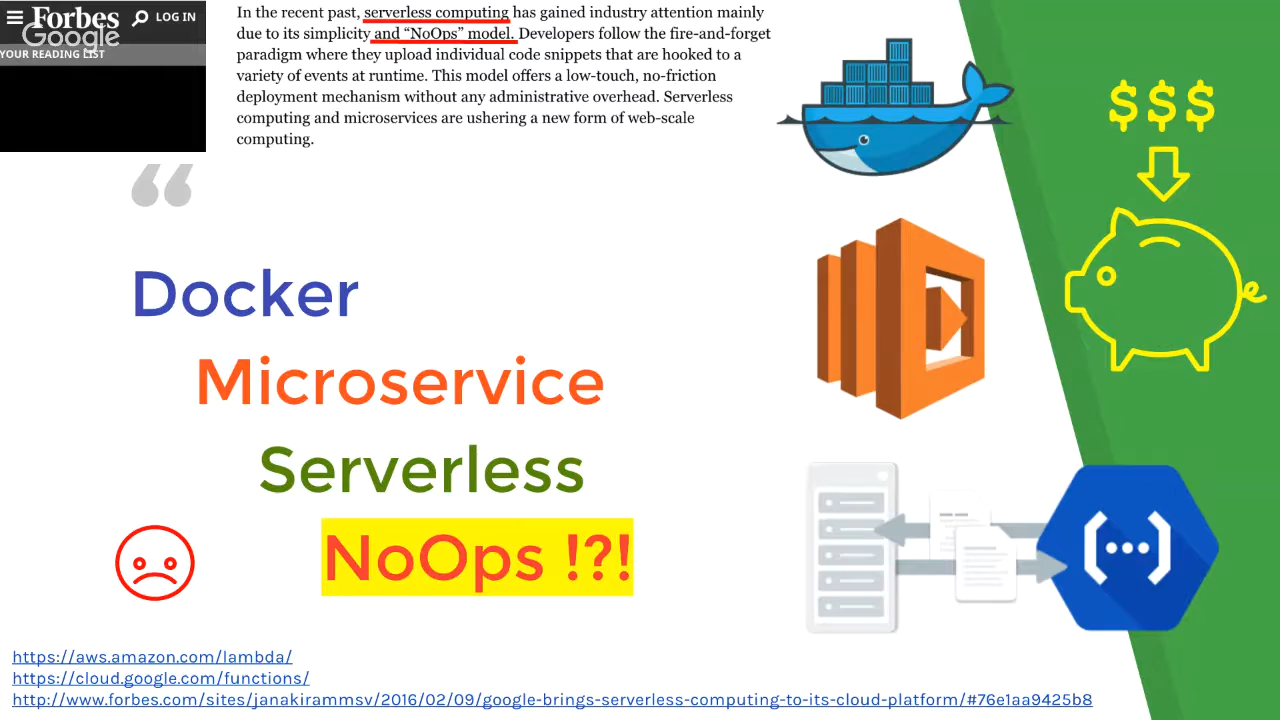 Forbes
LOG IN
Google
YOUR READING LIST
In the recent past, serverless computing has gained industry attention mainly
due to its simplicity and “NoOps” model. Developers follow the fire-and-forget
paradigm where they upload individual code snippets that are hooked to a
variety of events at runtime. This model offers a low-touch, no-friction
deployment mechanism without any administrative overhead. Serverless
computing and microservices are ushering a new form of web-scale
computing.
$$$
“
Docker
Microservice
Serverless
NoOps !?!
https://aws.amazon.com/lambda/
https://cloud.google.com/functions/
http://www.forbes.com/sites/janakirammsv/2016/02/09/google-brings-serverless-computing-to-its-cloud-platform/#76e1aa9425b8